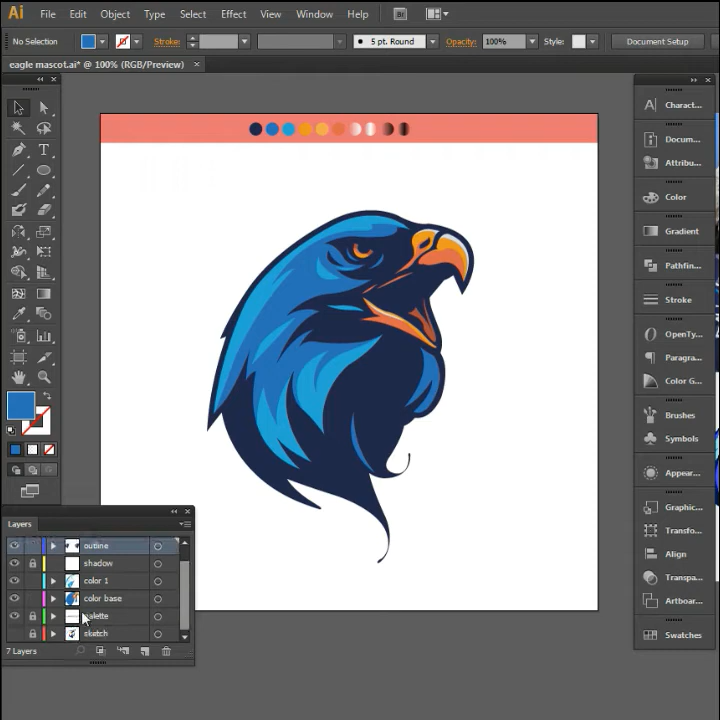 Ai File Edit Object Type Select Effect View Window Help Br
No Selection Stroke: 5 pt. Round Opacity: 100% Style: Document Setup
eagle mascot.ai* @ 100% (RGB/Preview) ×
Charact...
Docum...
Attribu...
Color
Gradient
Pathfin...
Stroke
OpenTy...
Paragra...
Color G...
Brushes
Symbols
Appear...
Graphic...
Transfo...
Align
Transpa...
Artboar...
Swatches
Layers
outline
shadow
color 1
color base
palette
sketch
7 Layers